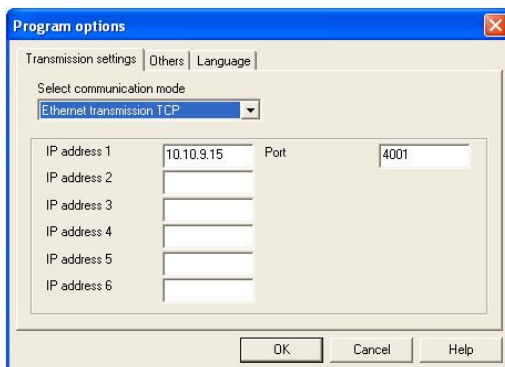 Program options
Transmission settings Others Language
Select communication mode
Ethernet transmission TCP
IP address 1 10.10.9.15 Port 4001
IP address 2
IP address 3
IP address 4
IP address 5
IP address 6
OK Cancel Help